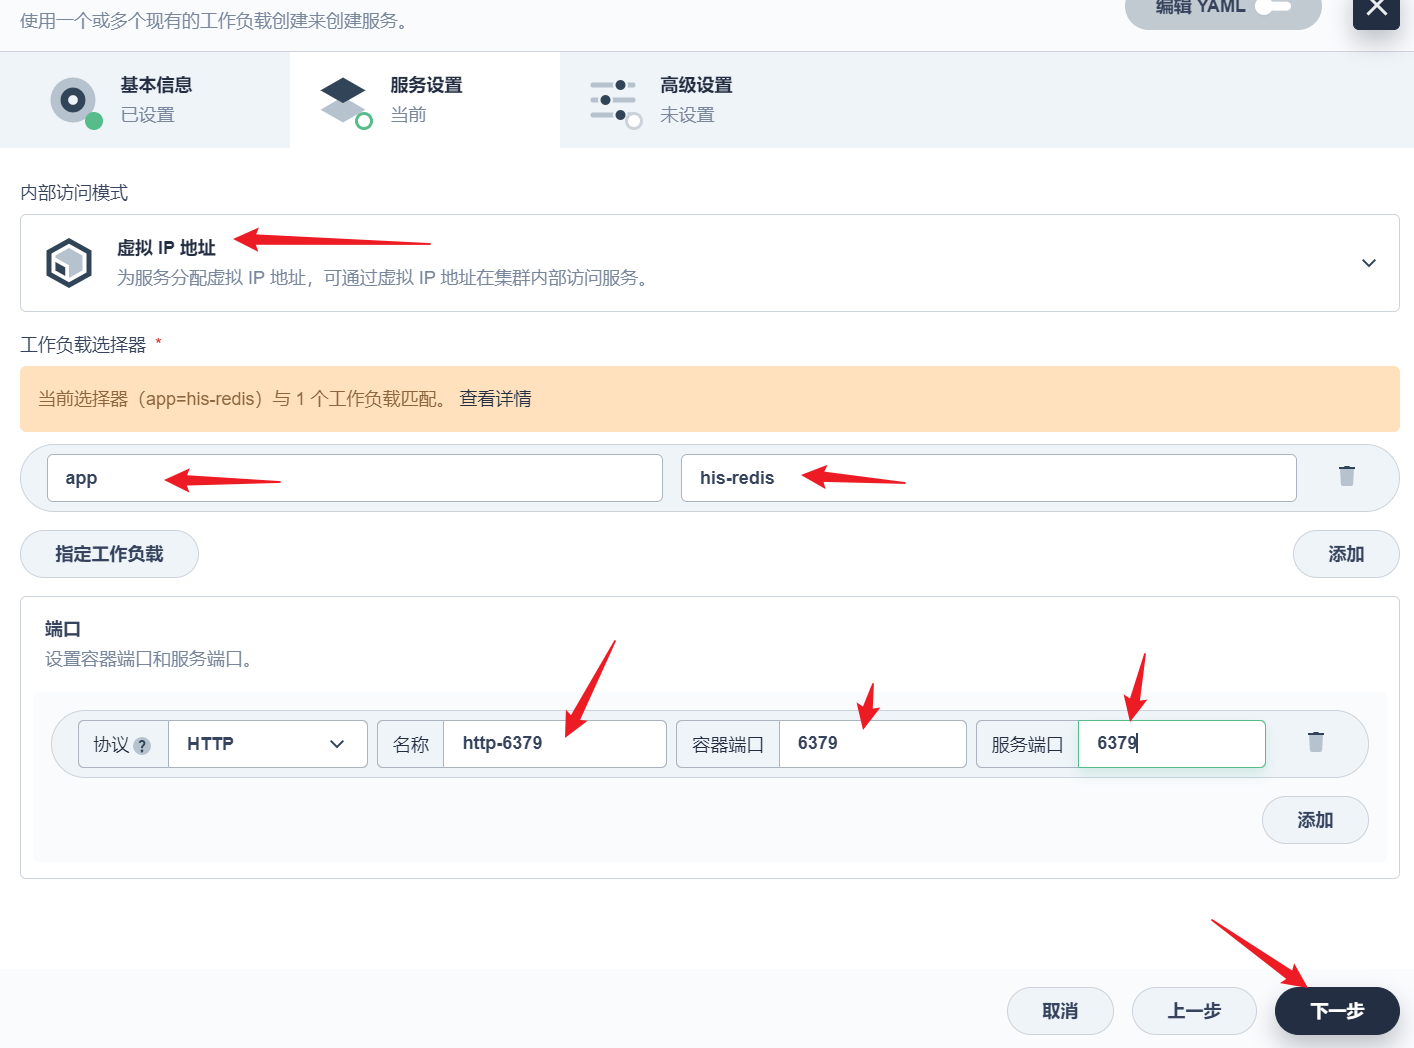 使用一个或多个现有的工作负载创建来创建服务。
编辑 YAML
基本信息
已设置
服务设置
当前
高级设置
未设置
内部访问模式
虚拟 IP 地址
为服务分配虚拟 IP 地址，可通过虚拟 IP 地址在集群内部访问服务。
工作负载选择器 *
当前选择器（app=his-redis）与 1 个工作负载匹配。 查看详情
app his-redis
指定工作负载 添加
端口
设置容器端口和服务端口。
协议 ? HTTP 名称 http-6379 容器端口 6379 服务端口 6379
添加
取消 上一步 下一步